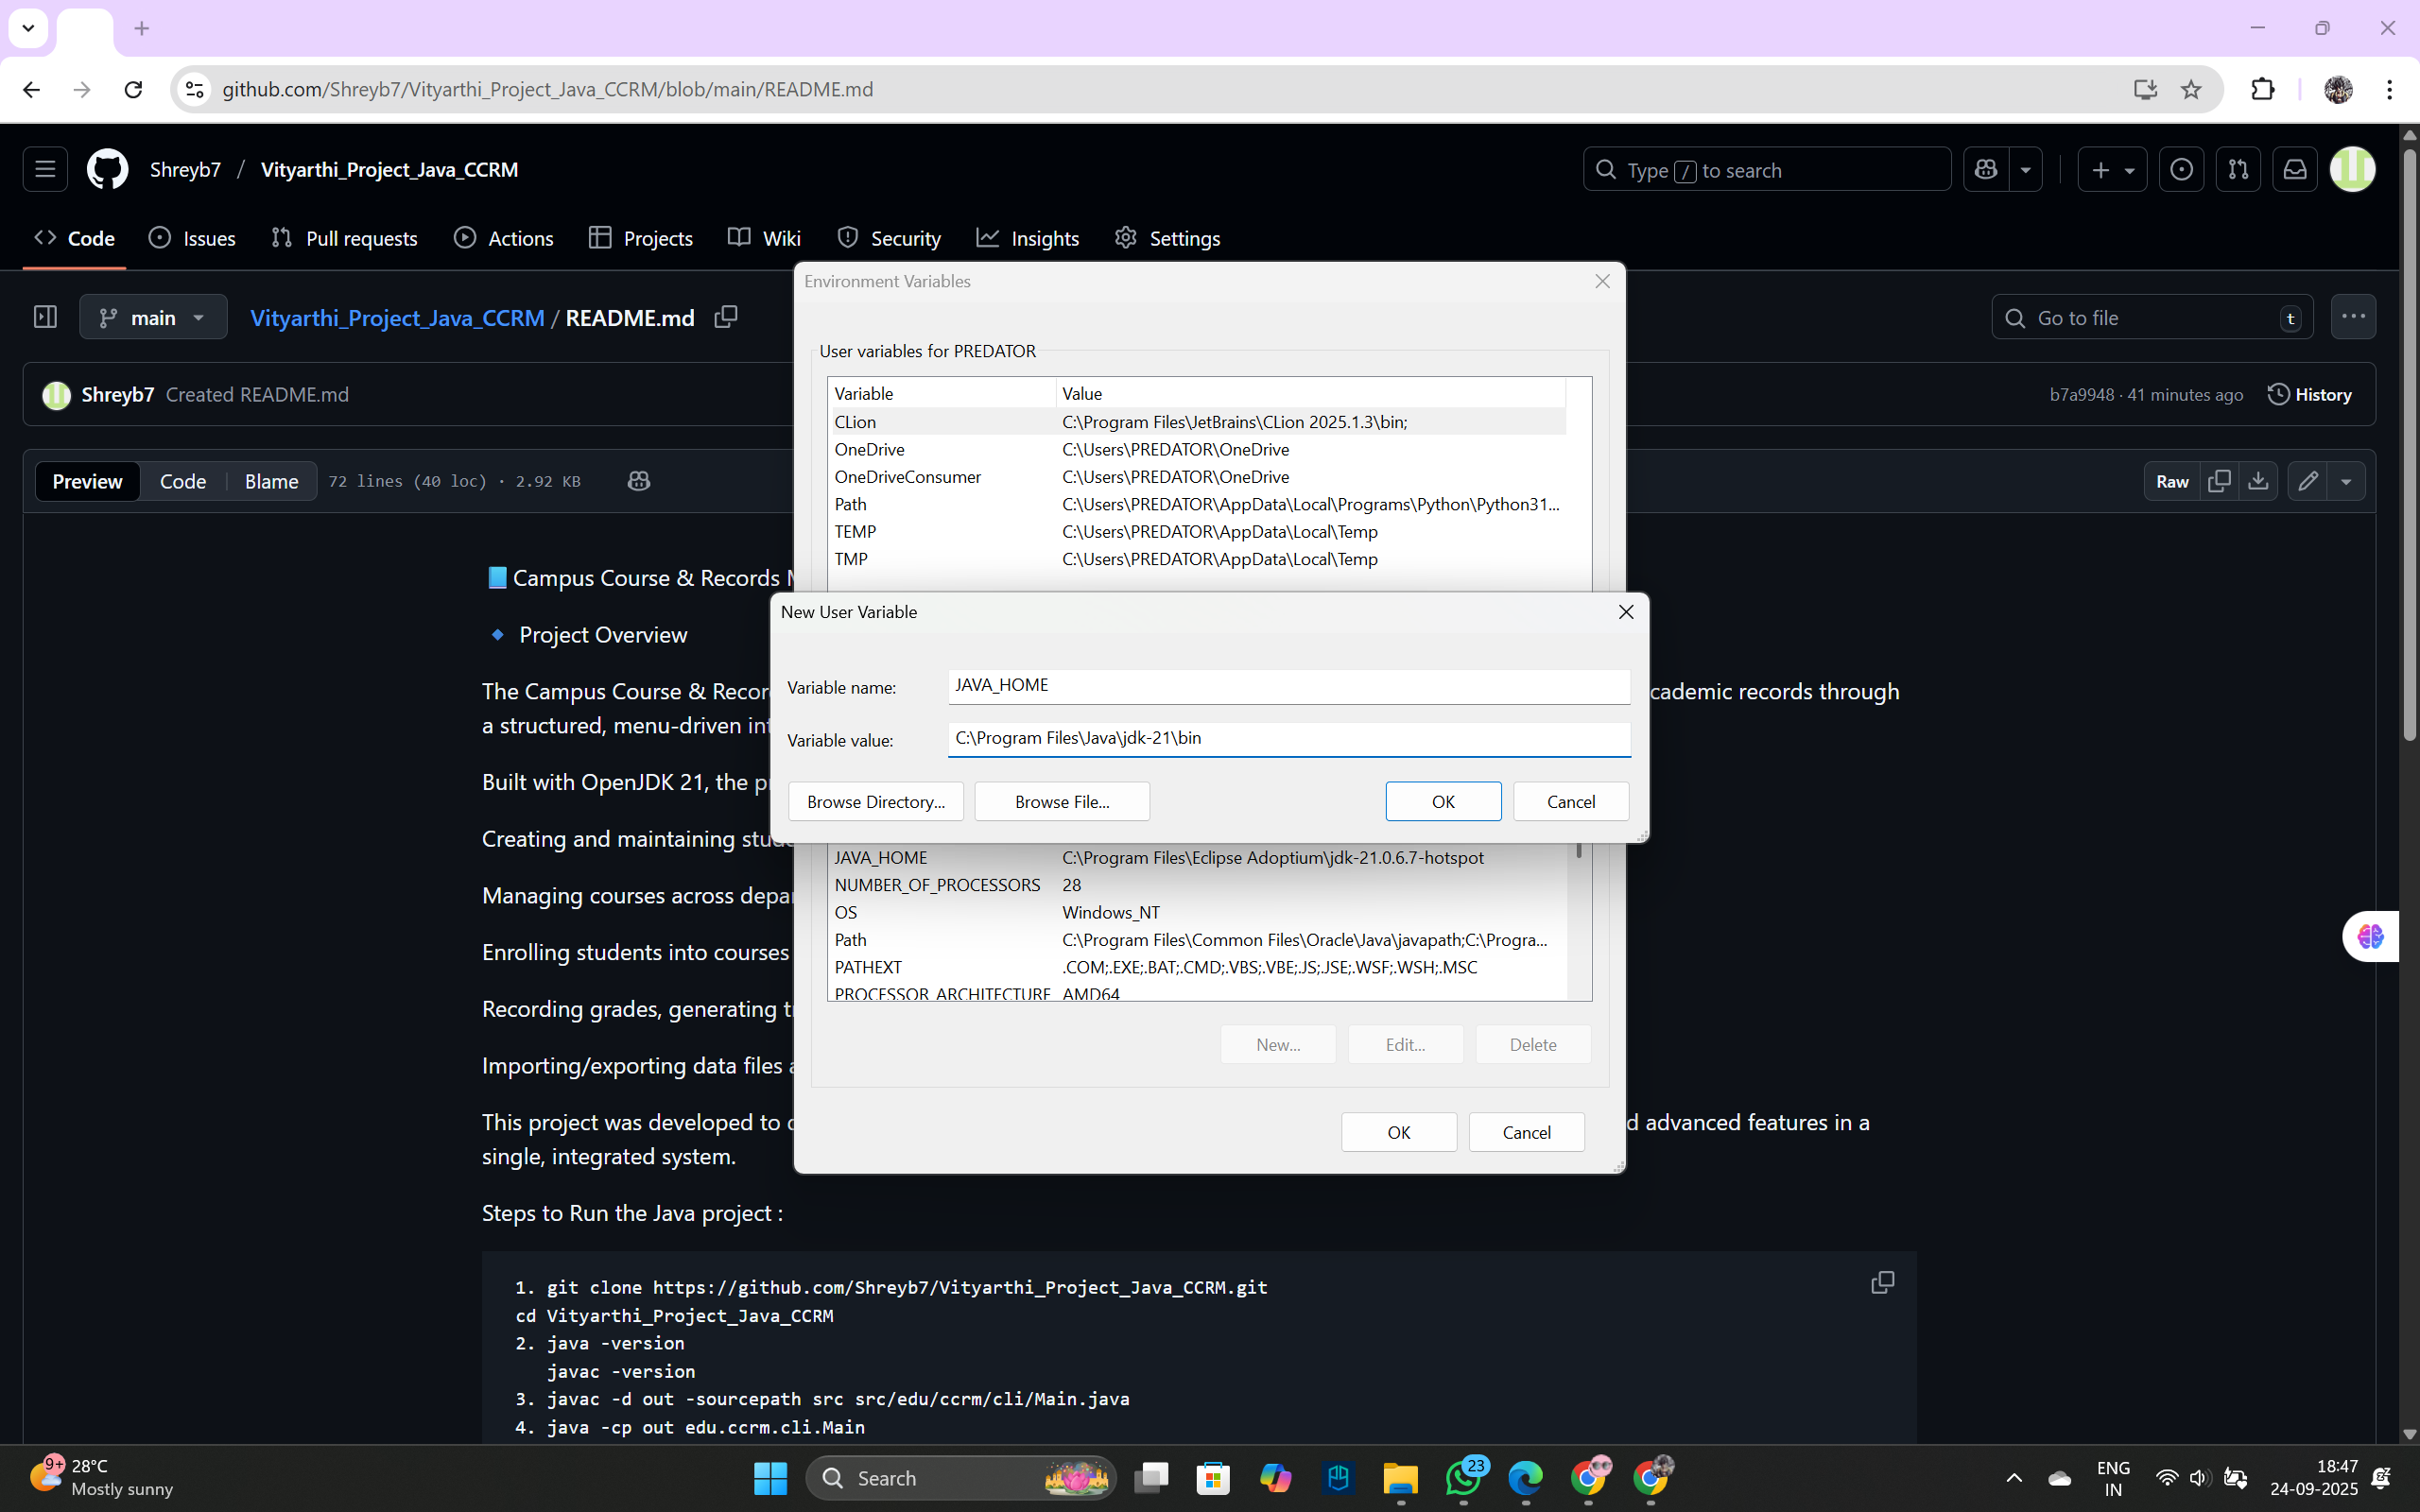 github.com/Shreyb7/Vityarthi_Project_Java_CCRM/blob/main/README.md
Shreyb7 / Vityarthi_Project_Java_CCRM
Type / to search
Code
Issues
Pull requests
Actions
Projects
Wiki
Security
Insights
Settings
main
Vityarthi_Project_Java_CCRM / README.md
Go to file
t
Shreyb7 Created README.md
b7a9948 · 41 minutes ago
History
Preview
Code
Blame
72 lines (40 loc) · 2.92 KB
Raw
Campus Course & Records
Project Overview
The Campus Course & Recor
cademic records through
a structured, menu-driven in
Built with OpenJDK 21, the p
Creating and maintaining stude
Managing courses across depar
Enrolling students into courses
Recording grades, generating t
Importing/exporting data files
This project was developed to
d advanced features in a
single, integrated system.
Steps to Run the Java project :
1. git clone https://github.com/Shreyb7/Vityarthi_Project_Java_CCRM.git
cd Vityarthi_Project_Java_CCRM
2. java -version
javac -version
3. javac -d out -sourcepath src src/edu/ccrm/cli/Main.java
4. java -cp out edu.ccrm.cli.Main
Environment Variables
User variables for PREDATOR
Variable Value
CLion C:\Program Files\JetBrains\CLion 2025.1.3\bin;
OneDrive C:\Users\PREDATOR\OneDrive
OneDriveConsumer C:\Users\PREDATOR\OneDrive
Path C:\Users\PREDATOR\AppData\Local\Programs\Python\Python31...
TEMP C:\Users\PREDATOR\AppData\Local\Temp
TMP C:\Users\PREDATOR\AppData\Local\Temp
New User Variable
Variable name: JAVA_HOME
Variable value: C:\Program Files\Java\jdk-21\bin
Browse Directory...
Browse File...
OK
Cancel
JAVA_HOME C:\Program Files\Eclipse Adoptium\jdk-21.0.6.7-hotspot
NUMBER_OF_PROCESSORS 28
OS Windows_NT
Path C:\Program Files\Common Files\Oracle\Java\javapath;C:\Progra...
PATHEXT .COM;.EXE;.BAT;.CMD;.VBS;.VBE;.JS;.JSE;.WSF;.WSH;.MSC
PROCESSOR_ARCHITECTURE AMD64
New...
Edit...
Delete
OK
Cancel
9+
28°C
Mostly sunny
Search
23
ENG
IN
18:47
24-09-2025